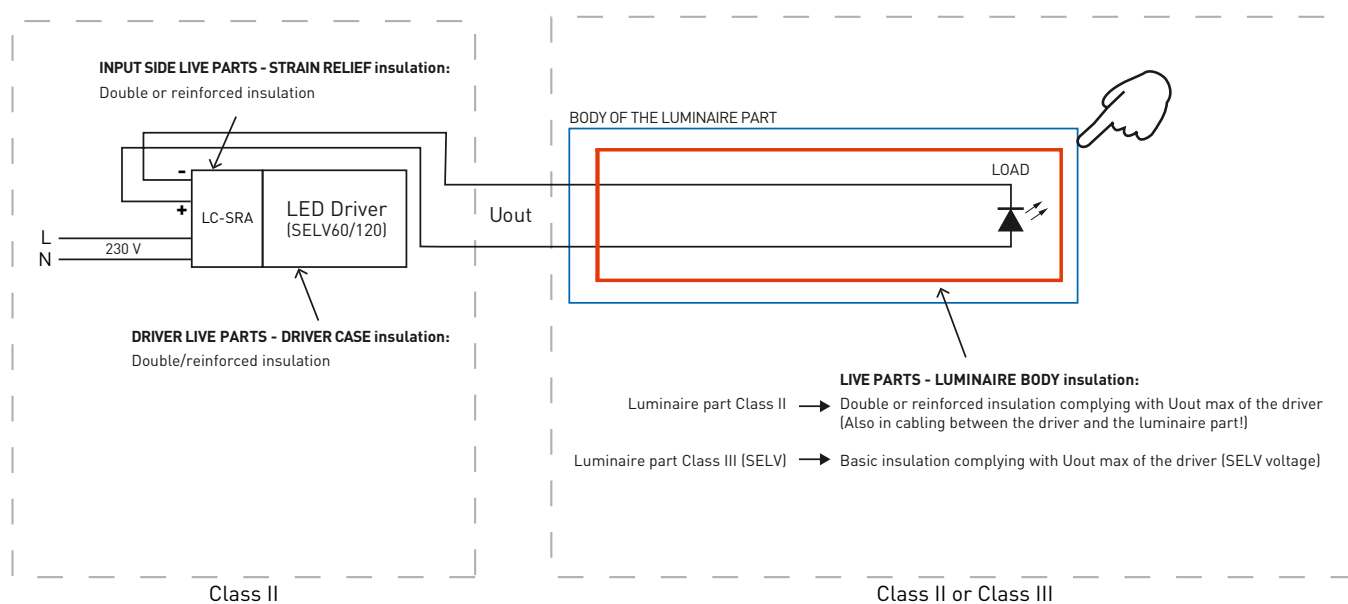 INPUT SIDE LIVE PARTS - STRAIN RELIEF insulation:
Double or reinforced insulation
BODY OF THE LUMINAIRE PART
LOAD
-
+
LC-SRA
LED Driver
(SELV60/120)
Uout
L
N
230 V
DRIVER LIVE PARTS - DRIVER CASE insulation:
Double/reinforced insulation
LIVE PARTS - LUMINAIRE BODY insulation:
Luminaire part Class II
Double or reinforced insulation complying with Uout max of the driver
(Also in cabling between the driver and the luminaire part!)
Luminaire part Class III (SELV)
Basic insulation complying with Uout max of the driver (SELV voltage)
Class II
Class II or Class III